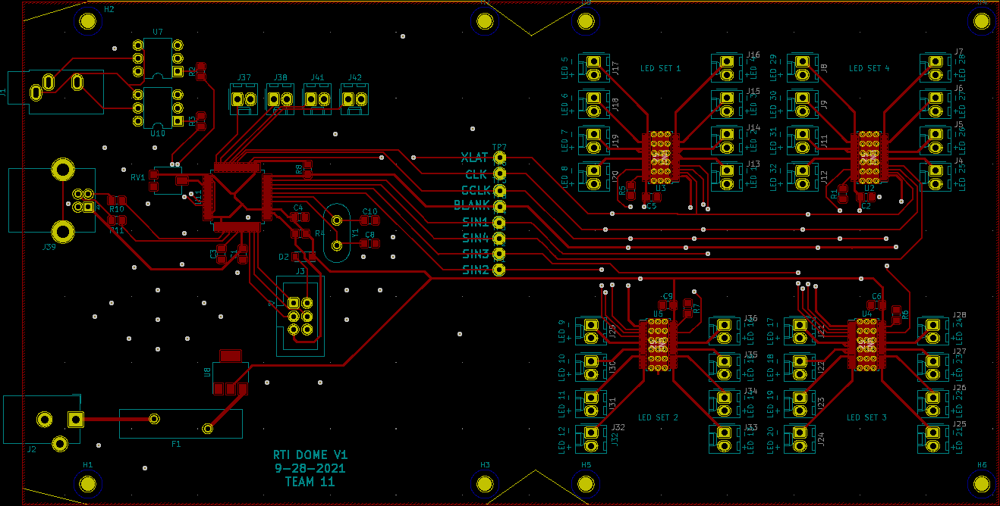 H2
U7
J37
J38
J41
J42
R2
J1
R3
U10
RV1
R8
U11
R10
R11
J39
C3
C4
R4
C10
C8
Y1
D2
J3
U8
F1
J2
H1
H3
H5
H6
TP7
XLAT
CLK
GCLK
BLANK
SIN1
SIN4
SIN3
SIN2
LED SET 1
LED 5
J17
LED 6
J18
LED 7
J19
LED 8
J20
J16
J15
J14
J13
R5
C5
U3
LED SET 4
LED 29
J8
LED 30
J9
LED 31
J11
LED 32
J12
J7
LED 28
J6
LED 27
J5
LED 26
J4
LED 25
R1
C2
U2
C9
R7
U5
LED 9
J29
LED 10
J30
LED 11
J31
LED 12
J32
J32
J36
J35
J34
J33
LED SET 2
C6
R6
U4
LED 17
J21
LED 18
J22
LED 19
J23
LED 20
J24
J28
LED 24
J27
LED 23
J26
LED 22
J25
LED 21
LED SET 3
RTI DOME V1
9-28-2021
TEAM 11